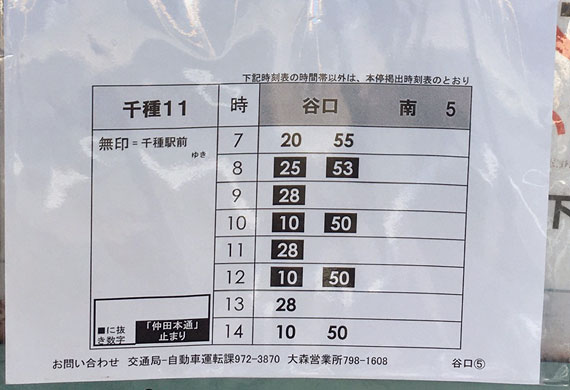 下記時刻表の時間帯以外は、本停掲出時刻表のとおり
千種11 時 谷口 南 5
無印=千種駅前
ゆき
7 20 55
8 25 53
9 28
10 10 50
11 28
12 10 50
13 28
14 10 50
■に抜き数字
「仲田本通」止まり
お問い合わせ 交通局-自動車運転課972-3870 大森営業所798-1608 谷口⑤
下